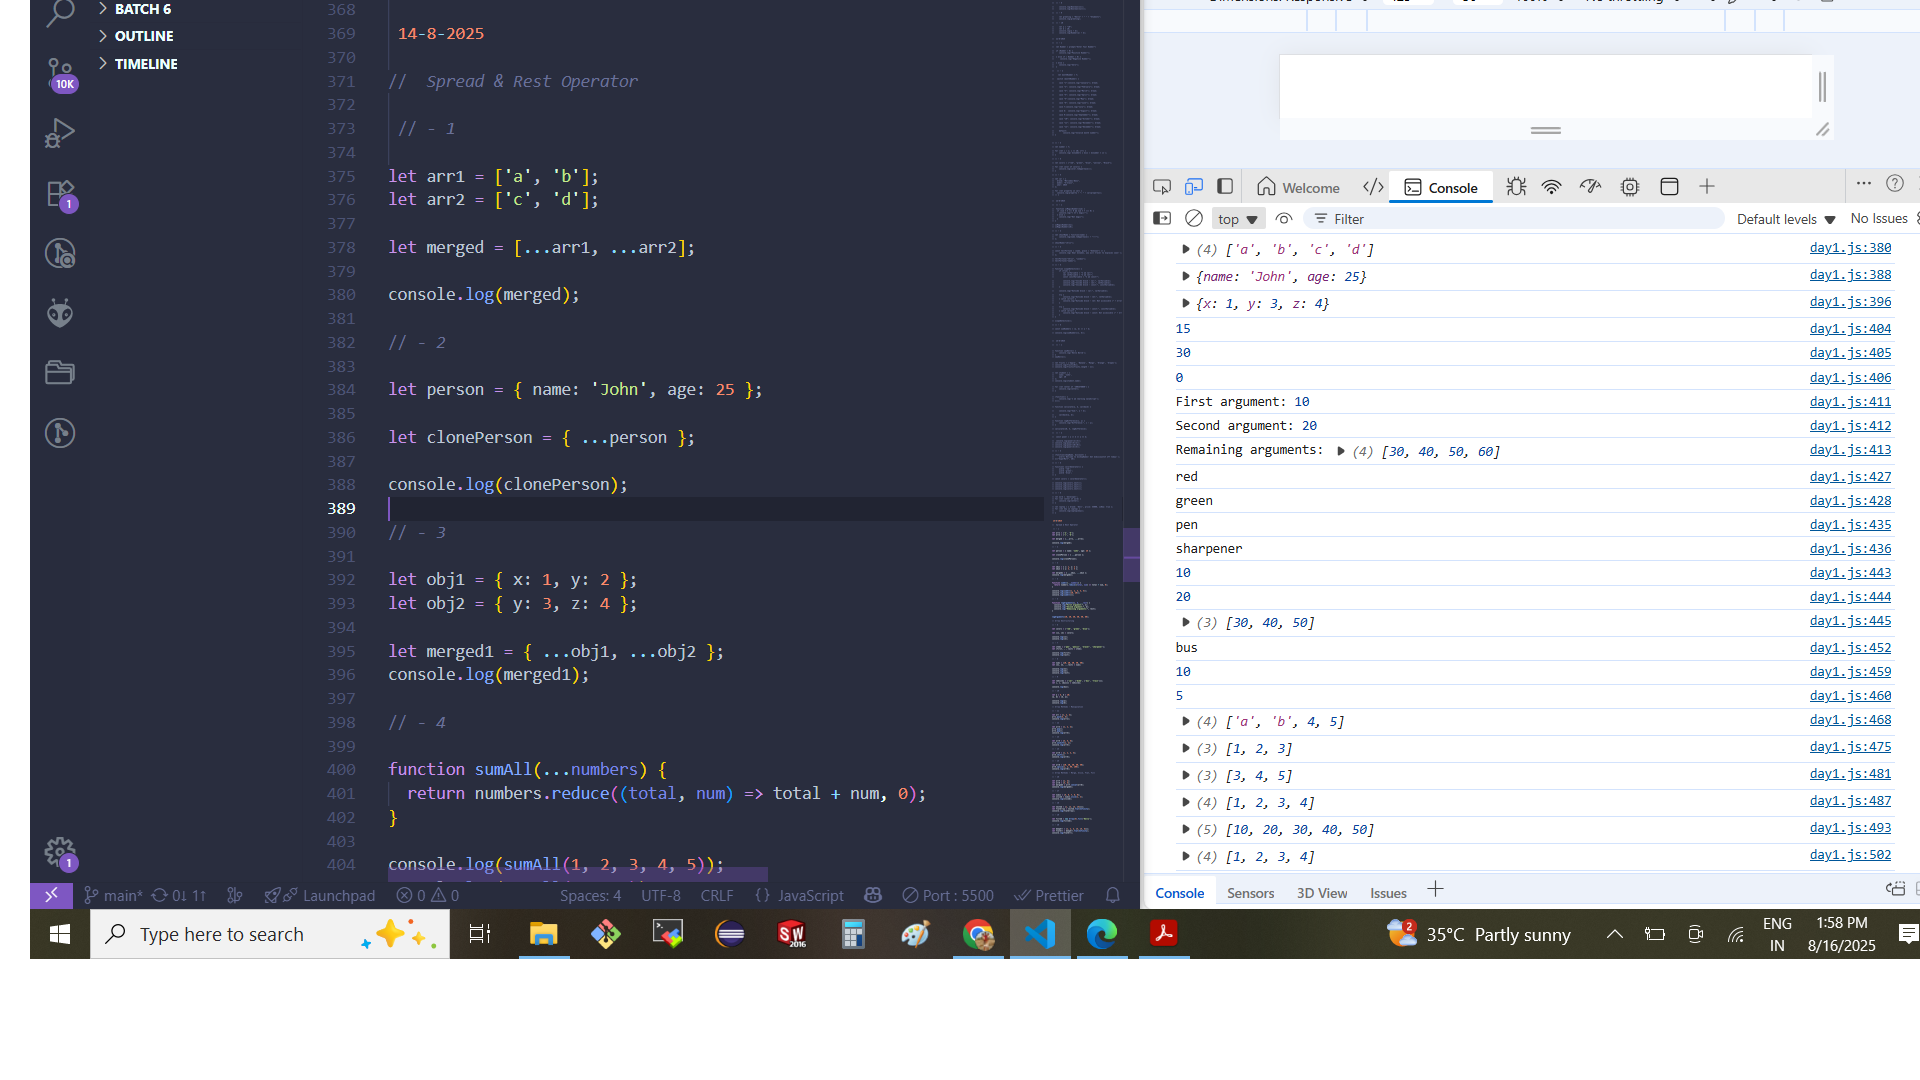 BATCH 6
OUTLINE
TIMELINE
10K
1
1
368
369 14-8-2025
370
371 //  Spread & Rest Operator
372
373 // - 1
374
375 let arr1 = ['a', 'b'];
376 let arr2 = ['c', 'd'];
377
378 let merged = [...arr1, ...arr2];
379
380 console.log(merged);
381
382 // - 2
383
384 let person = { name: 'John', age: 25 };
385
386 let clonePerson = { ...person };
387
388 console.log(clonePerson);
389
390 // - 3
391
392 let obj1 = { x: 1, y: 2 };
393 let obj2 = { y: 3, z: 4 };
394
395 let merged1 = { ...obj1, ...obj2 };
396 console.log(merged1);
397
398 // - 4
399
400 function sumAll(...numbers) {
401   return numbers.reduce((total, num) => total + num, 0);
402 }
403
404 console.log(sumAll(1, 2, 3, 4, 5));
main* 0↓ 1↑ Launchpad 0 0 Spaces: 4 UTF-8 CRLF {} JavaScript Port : 5500 Prettier
Welcome Console
top Filter Default levels No Issues
(4) ['a', 'b', 'c', 'd'] day1.js:380
{name: 'John', age: 25} day1.js:388
{x: 1, y: 3, z: 4} day1.js:396
15 day1.js:404
30 day1.js:405
0 day1.js:406
First argument: 10 day1.js:411
Second argument: 20 day1.js:412
Remaining arguments: (4) [30, 40, 50, 60] day1.js:413
red day1.js:427
green day1.js:428
pen day1.js:435
sharpener day1.js:436
10 day1.js:443
20 day1.js:444
(3) [30, 40, 50] day1.js:445
bus day1.js:452
10 day1.js:459
5 day1.js:460
(4) ['a', 'b', 4, 5] day1.js:468
(3) [1, 2, 3] day1.js:475
(3) [3, 4, 5] day1.js:481
(4) [1, 2, 3, 4] day1.js:487
(5) [10, 20, 30, 40, 50] day1.js:493
(4) [1, 2, 3, 4] day1.js:502
Console Sensors 3D View Issues
Type here to search
SW
2016
2
35°C Partly sunny
ENG
IN
1:58 PM
8/16/2025